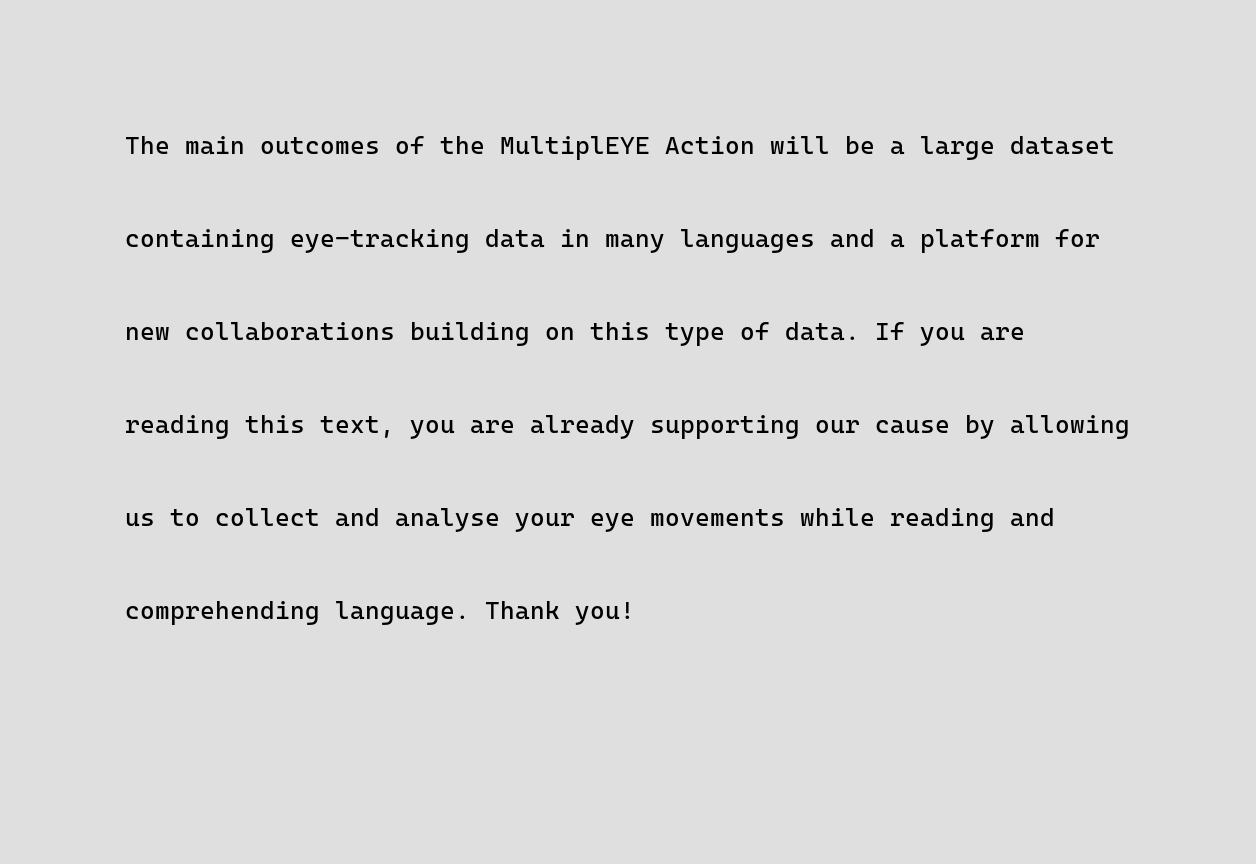 The main outcomes of the MultiplEYE Action will be a large dataset
containing eye-tracking data in many languages and a platform for
new collaborations building on this type of data. If you are
reading this text, you are already supporting our cause by allowing
us to collect and analyse your eye movements while reading and
comprehending language. Thank you!